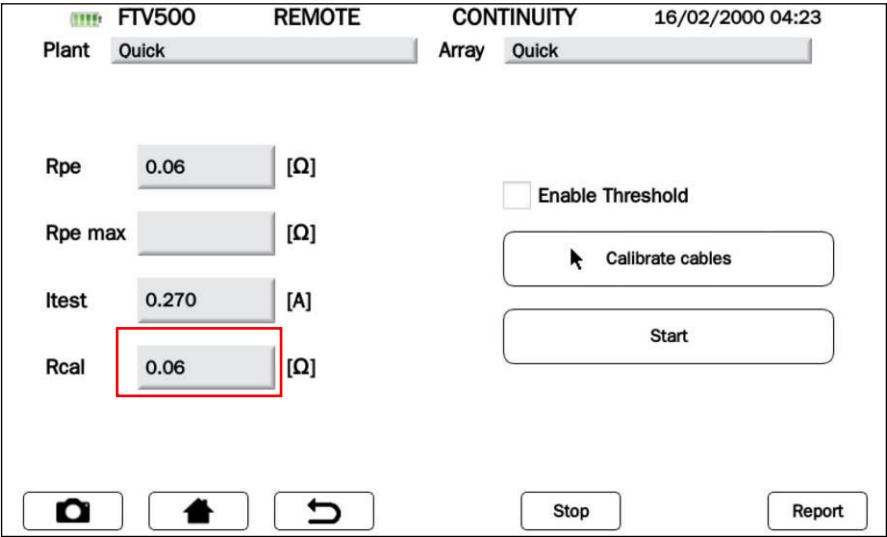 FTV500 REMOTE CONTINUITY 16/02/2000 04:23
Plant Quick Array Quick
Rpe 0.06 [Ω]
Enable Threshold
Rpe max [Ω]
Calibrate cables
Itest 0.270 [A]
Start
Rcal 0.06 [Ω]
Stop Report